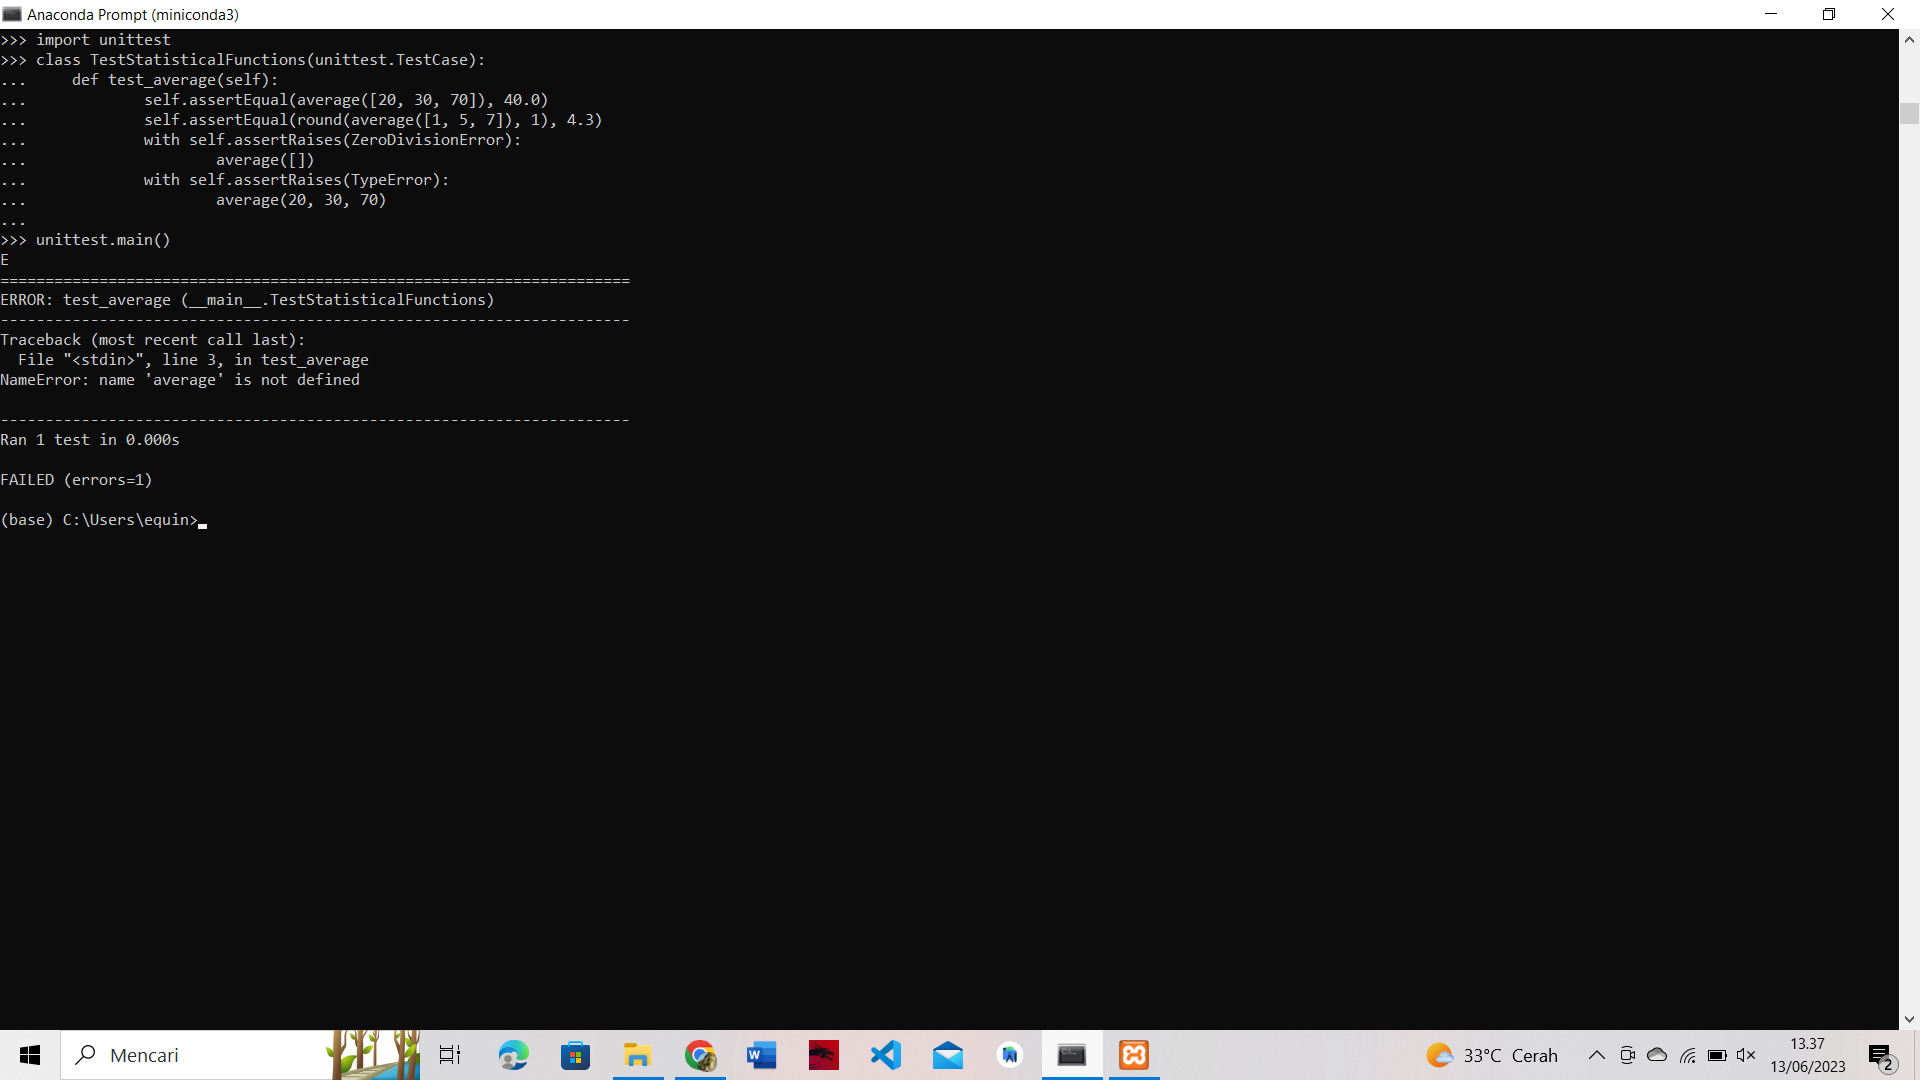 Anaconda Prompt (miniconda3)
>>> import unittest
>>> class TestStatisticalFunctions(unittest.TestCase):
...     def test_average(self):
...             self.assertEqual(average([20, 30, 70]), 40.0)
...             self.assertEqual(round(average([1, 5, 7]), 1), 4.3)
...             with self.assertRaises(ZeroDivisionError):
...                     average([])
...             with self.assertRaises(TypeError):
...                     average(20, 30, 70)
...
>>> unittest.main()
E
======================================================================
ERROR: test_average (__main__.TestStatisticalFunctions)
----------------------------------------------------------------------
Traceback (most recent call last):
  File "<stdin>", line 3, in test_average
NameError: name 'average' is not defined

----------------------------------------------------------------------
Ran 1 test in 0.000s

FAILED (errors=1)

(base) C:\Users\equin>
Mencari
33°C Cerah
13.37
13/06/2023
2